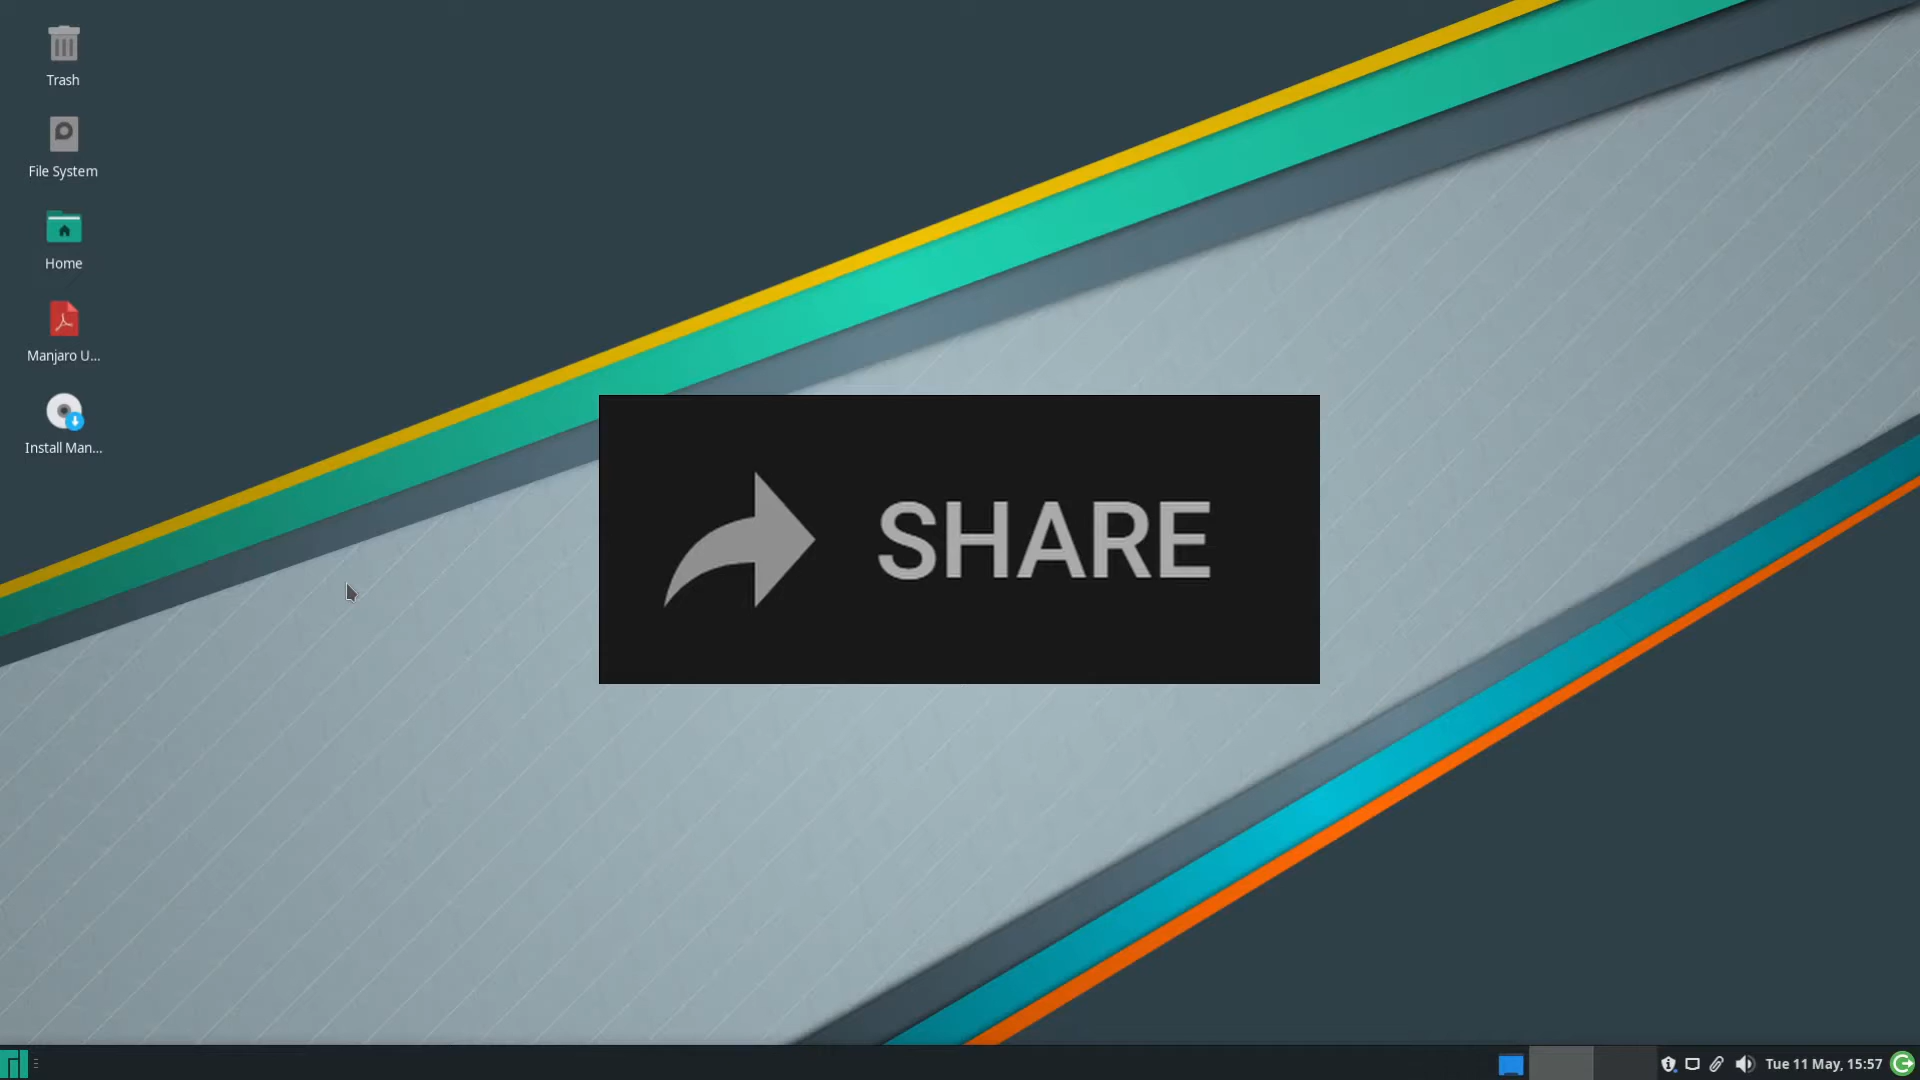 Trash
File System
Home
Manjaro U...
Install Man...
SHARE
Tue 11 May, 15:57